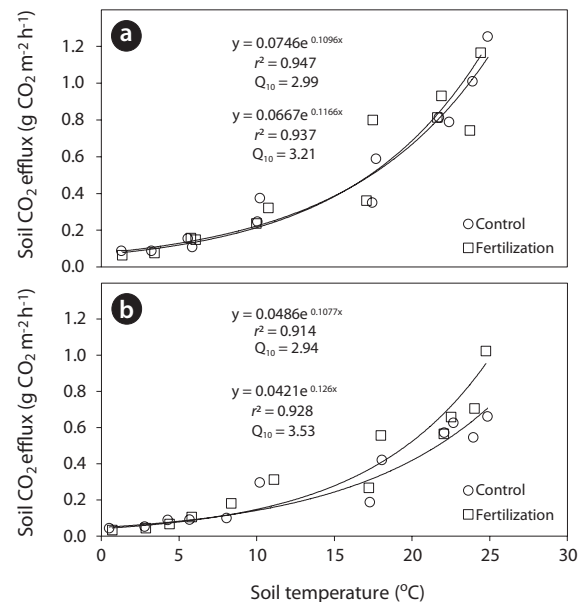 a
y = 0.0746e^0.1096x
r² = 0.947
Q₁₀ = 2.99
y = 0.0667e^0.1166x
r² = 0.937
Q₁₀ = 3.21
Soil CO₂ efflux (g CO₂ m⁻² h⁻¹)
1.2
1.0
0.8
0.6
0.4
0.2
0.0
Control
Fertilization
b
y = 0.0486e^0.1077x
r² = 0.914
Q₁₀ = 2.94
y = 0.0421e^0.126x
r² = 0.928
Q₁₀ = 3.53
Soil CO₂ efflux (g CO₂ m⁻² h⁻¹)
1.2
1.0
0.8
0.6
0.4
0.2
0.0
Control
Fertilization
0 5 10 15 20 25 30
Soil temperature (°C)